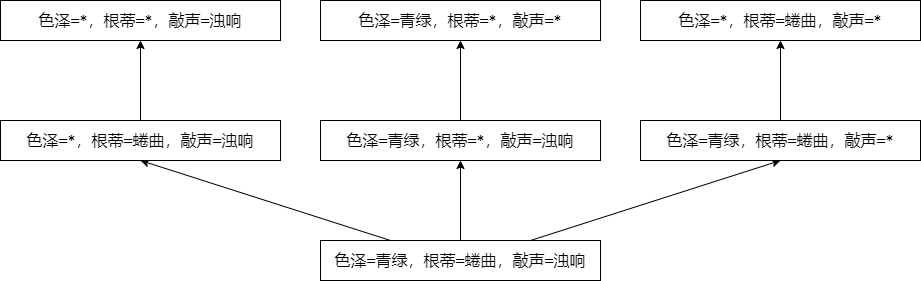 色泽=*，根蒂=*，敲声=浊响
色泽=青绿，根蒂=*，敲声=*
色泽=*，根蒂=蜷曲，敲声=*
色泽=*，根蒂=蜷曲，敲声=浊响
色泽=青绿，根蒂=*，敲声=浊响
色泽=青绿，根蒂=蜷曲，敲声=*
色泽=青绿，根蒂=蜷曲，敲声=浊响